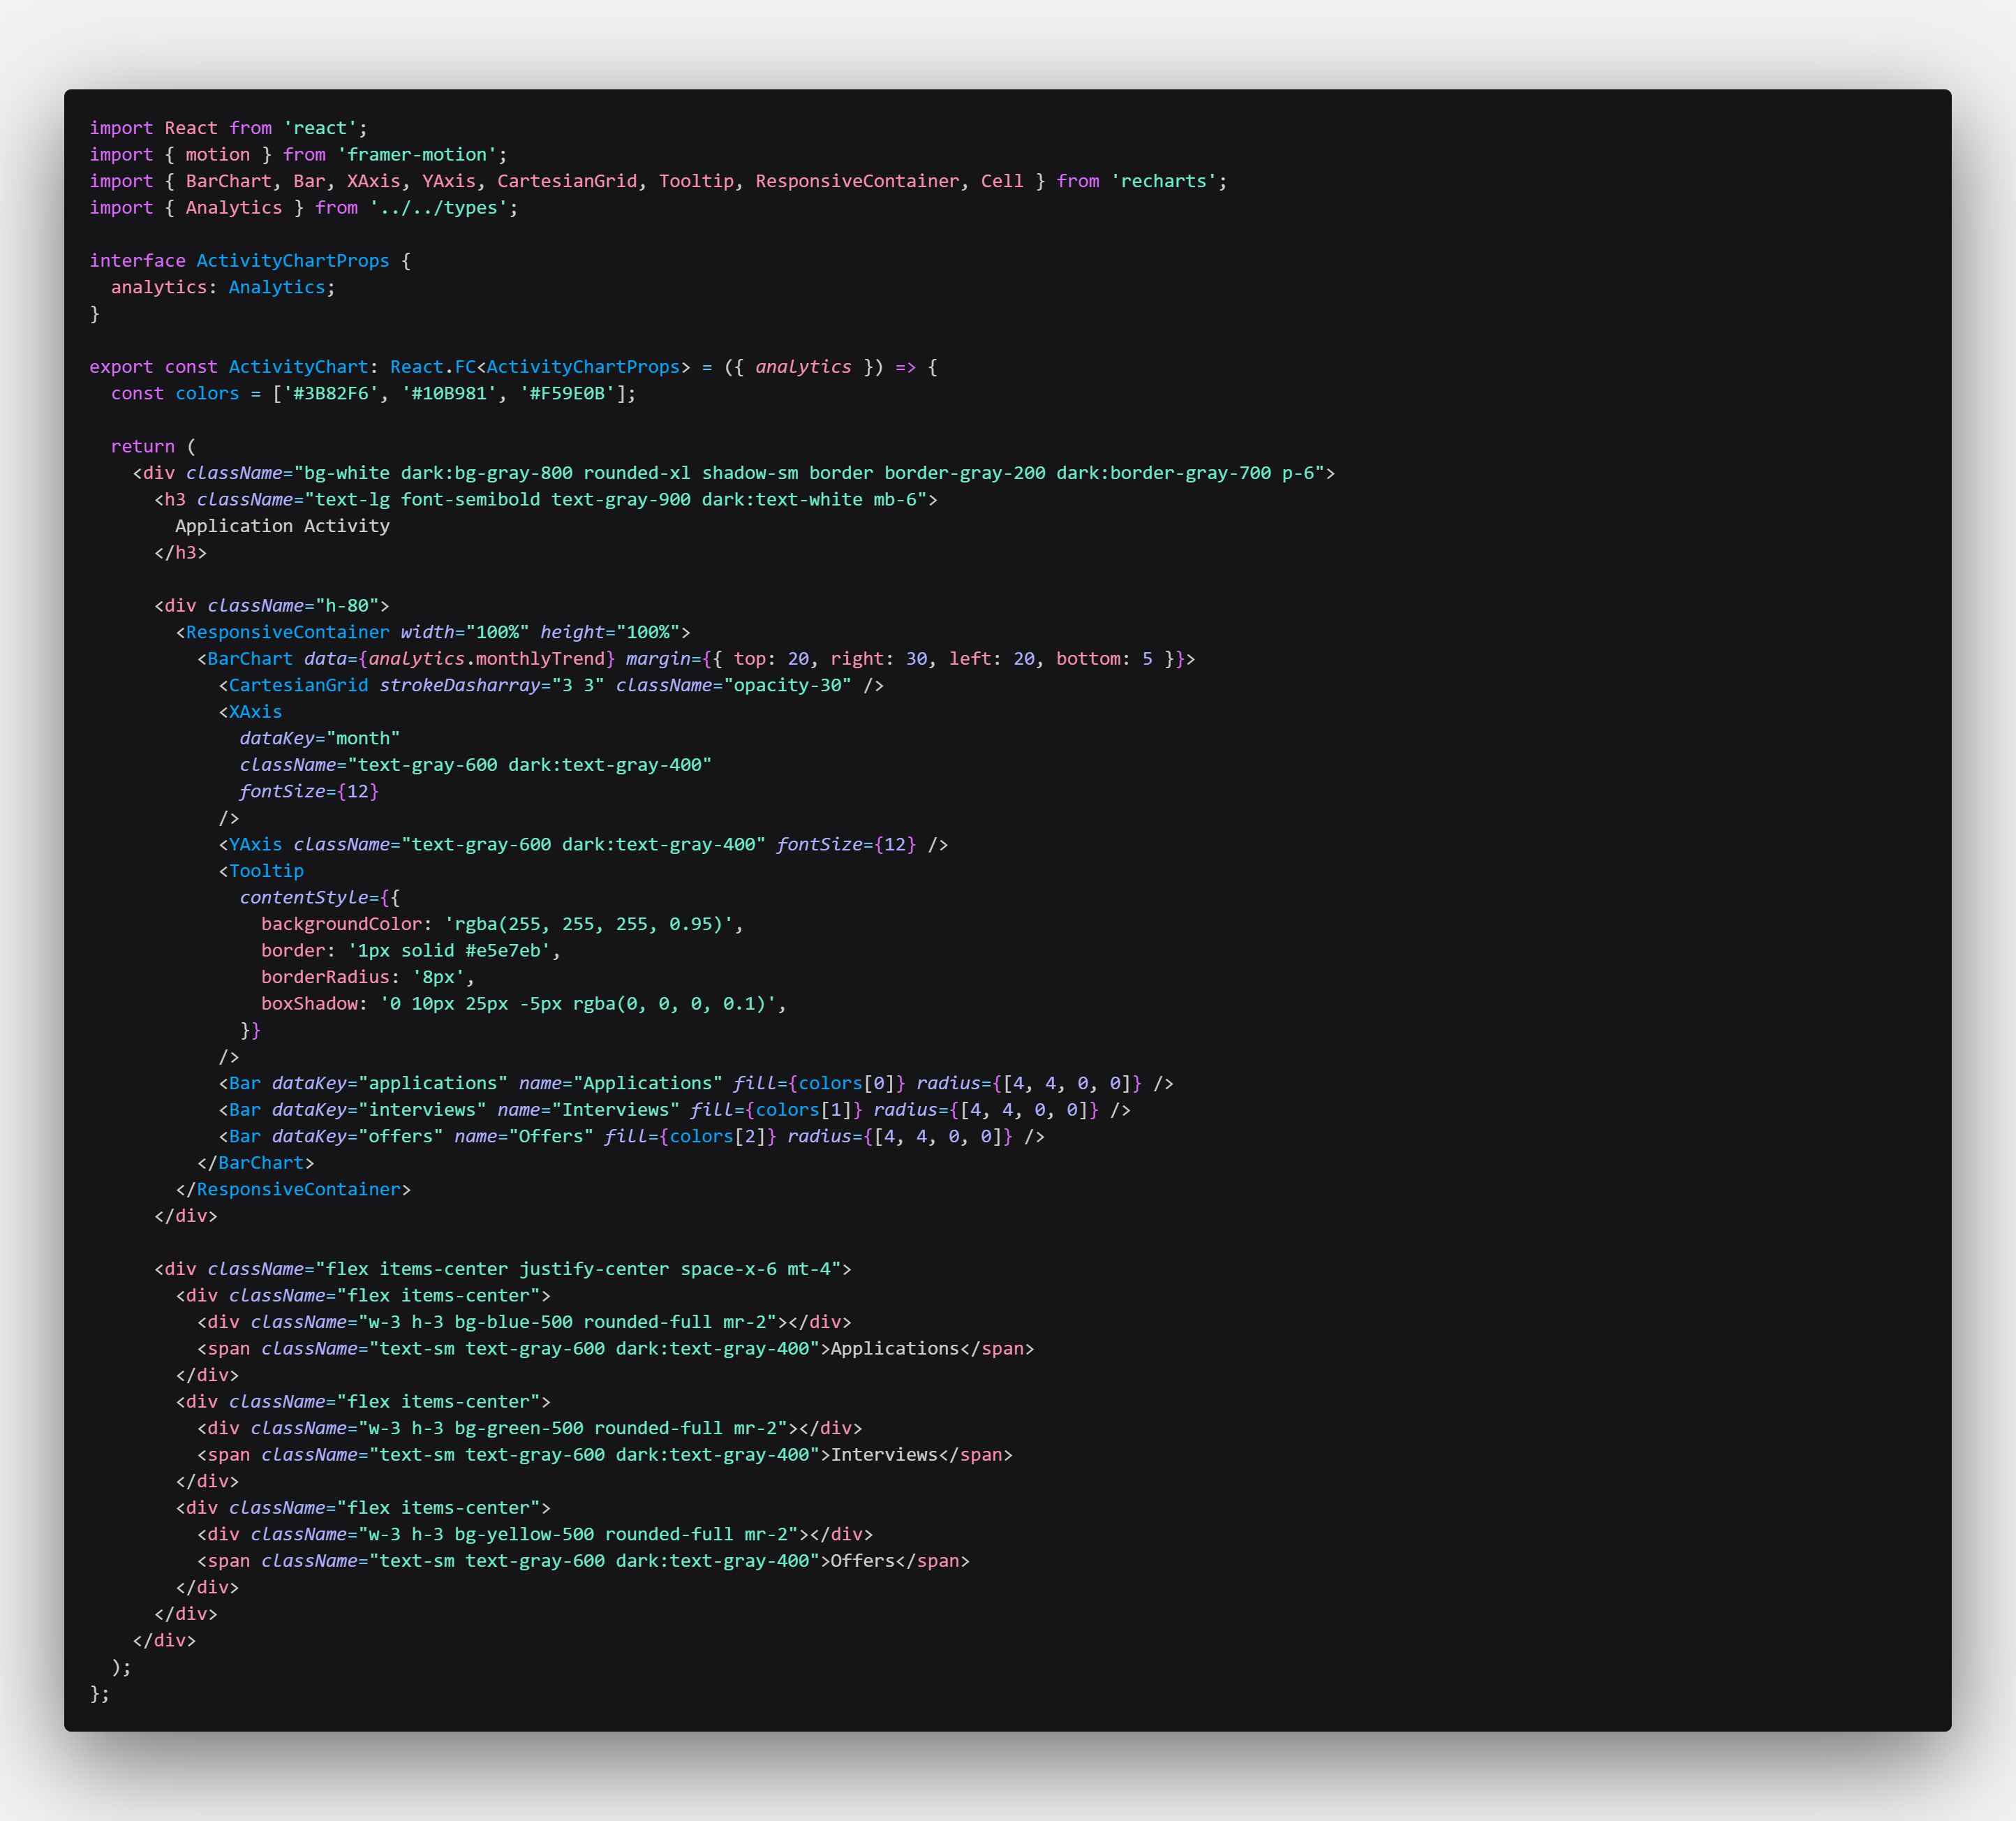 import React from 'react';
import { motion } from 'framer-motion';
import { BarChart, Bar, XAxis, YAxis, CartesianGrid, Tooltip, ResponsiveContainer, Cell } from 'recharts';
import { Analytics } from '../../types';

interface ActivityChartProps {
  analytics: Analytics;
}

export const ActivityChart: React.FC<ActivityChartProps> = ({ analytics }) => {
  const colors = ['#3B82F6', '#10B981', '#F59E0B'];

  return (
    <div className="bg-white dark:bg-gray-800 rounded-xl shadow-sm border border-gray-200 dark:border-gray-700 p-6">
      <h3 className="text-lg font-semibold text-gray-900 dark:text-white mb-6">
        Application Activity
      </h3>

      <div className="h-80">
        <ResponsiveContainer width="100%" height="100%">
          <BarChart data={analytics.monthlyTrend} margin={{ top: 20, right: 30, left: 20, bottom: 5 }}>
            <CartesianGrid strokeDasharray="3 3" className="opacity-30" />
            <XAxis
              dataKey="month"
              className="text-gray-600 dark:text-gray-400"
              fontSize={12}
            />
            <YAxis className="text-gray-600 dark:text-gray-400" fontSize={12} />
            <Tooltip
              contentStyle={{
                backgroundColor: 'rgba(255, 255, 255, 0.95)',
                border: '1px solid #e5e7eb',
                borderRadius: '8px',
                boxShadow: '0 10px 25px -5px rgba(0, 0, 0, 0.1)',
              }}
            />
            <Bar dataKey="applications" name="Applications" fill={colors[0]} radius={[4, 4, 0, 0]} />
            <Bar dataKey="interviews" name="Interviews" fill={colors[1]} radius={[4, 4, 0, 0]} />
            <Bar dataKey="offers" name="Offers" fill={colors[2]} radius={[4, 4, 0, 0]} />
          </BarChart>
        </ResponsiveContainer>
      </div>

      <div className="flex items-center justify-center space-x-6 mt-4">
        <div className="flex items-center">
          <div className="w-3 h-3 bg-blue-500 rounded-full mr-2"></div>
          <span className="text-sm text-gray-600 dark:text-gray-400">Applications</span>
        </div>
        <div className="flex items-center">
          <div className="w-3 h-3 bg-green-500 rounded-full mr-2"></div>
          <span className="text-sm text-gray-600 dark:text-gray-400">Interviews</span>
        </div>
        <div className="flex items-center">
          <div className="w-3 h-3 bg-yellow-500 rounded-full mr-2"></div>
          <span className="text-sm text-gray-600 dark:text-gray-400">Offers</span>
        </div>
      </div>
    </div>
  );
};